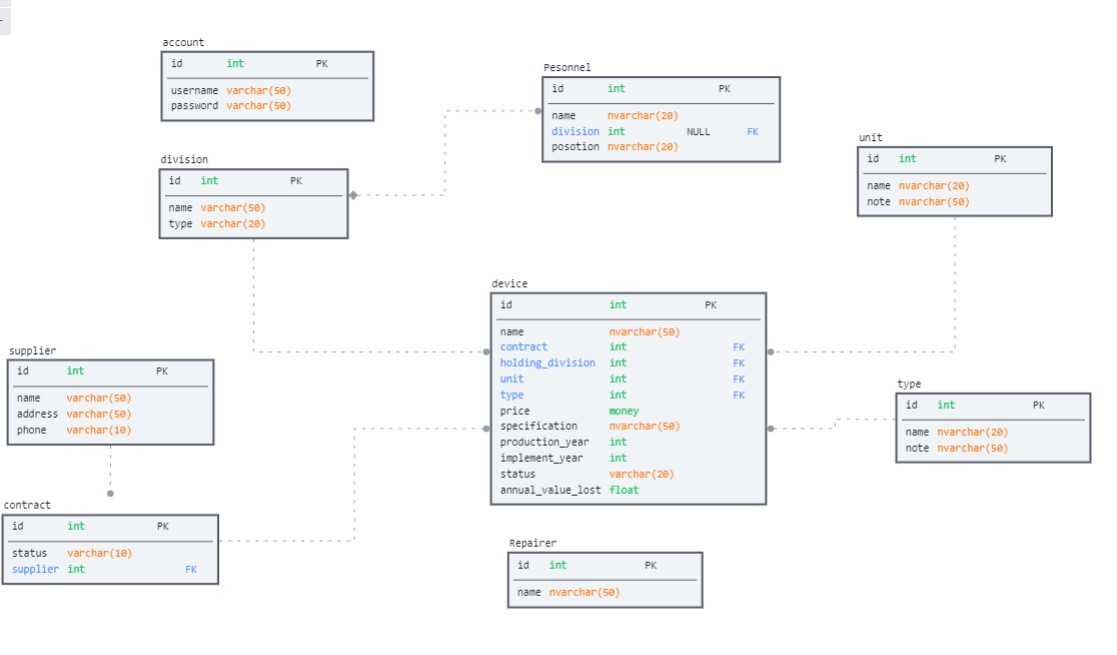 account
id int PK
username varchar(50)
password varchar(50)
Pesonnel
id int PK
name nvarchar(20)
division int NULL FK
posotion nvarchar(20)
unit
id int PK
name nvarchar(20)
note nvarchar(50)
division
id int PK
name varchar(50)
type varchar(20)
device
id int PK
name nvarchar(50)
contract int FK
holding_division int FK
unit int FK
type int FK
price money
specification nvarchar(50)
production_year int
implement_year int
status varchar(20)
annual_value_lost float
supplier
id int PK
name varchar(50)
address varchar(50)
phone varchar(10)
type
id int PK
name nvarchar(20)
note nvarchar(50)
contract
id int PK
status varchar(10)
supplier int FK
Repairer
id int PK
name nvarchar(50)